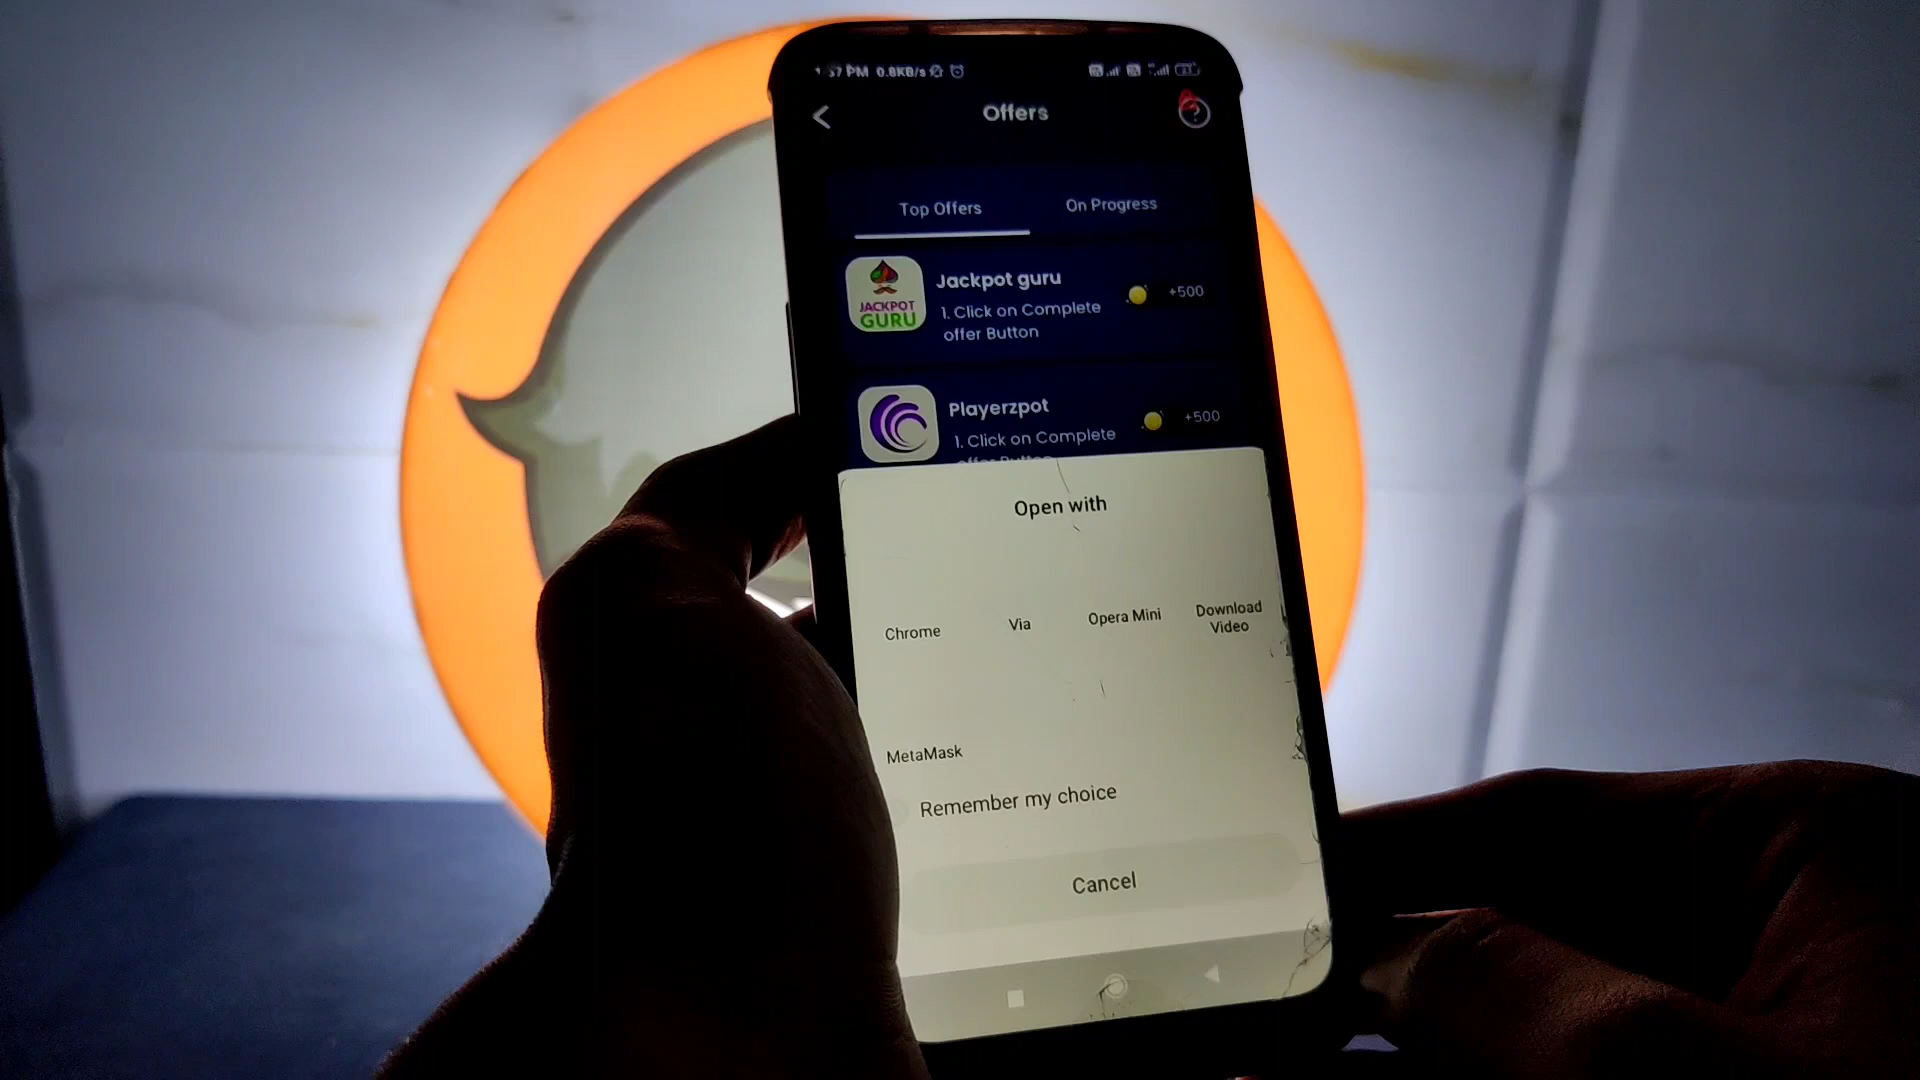 37 PM 0.8KB/s
Offers
?
Top Offers
On Progress
JACKPOT
GURU
Jackpot guru
1. Click on Complete
offer Button
+500
Playerzpot
1. Click on Complete
offer Button
+500
Open with
Chrome
Via
Opera Mini
Download
Video
MetaMask
Remember my choice
Cancel